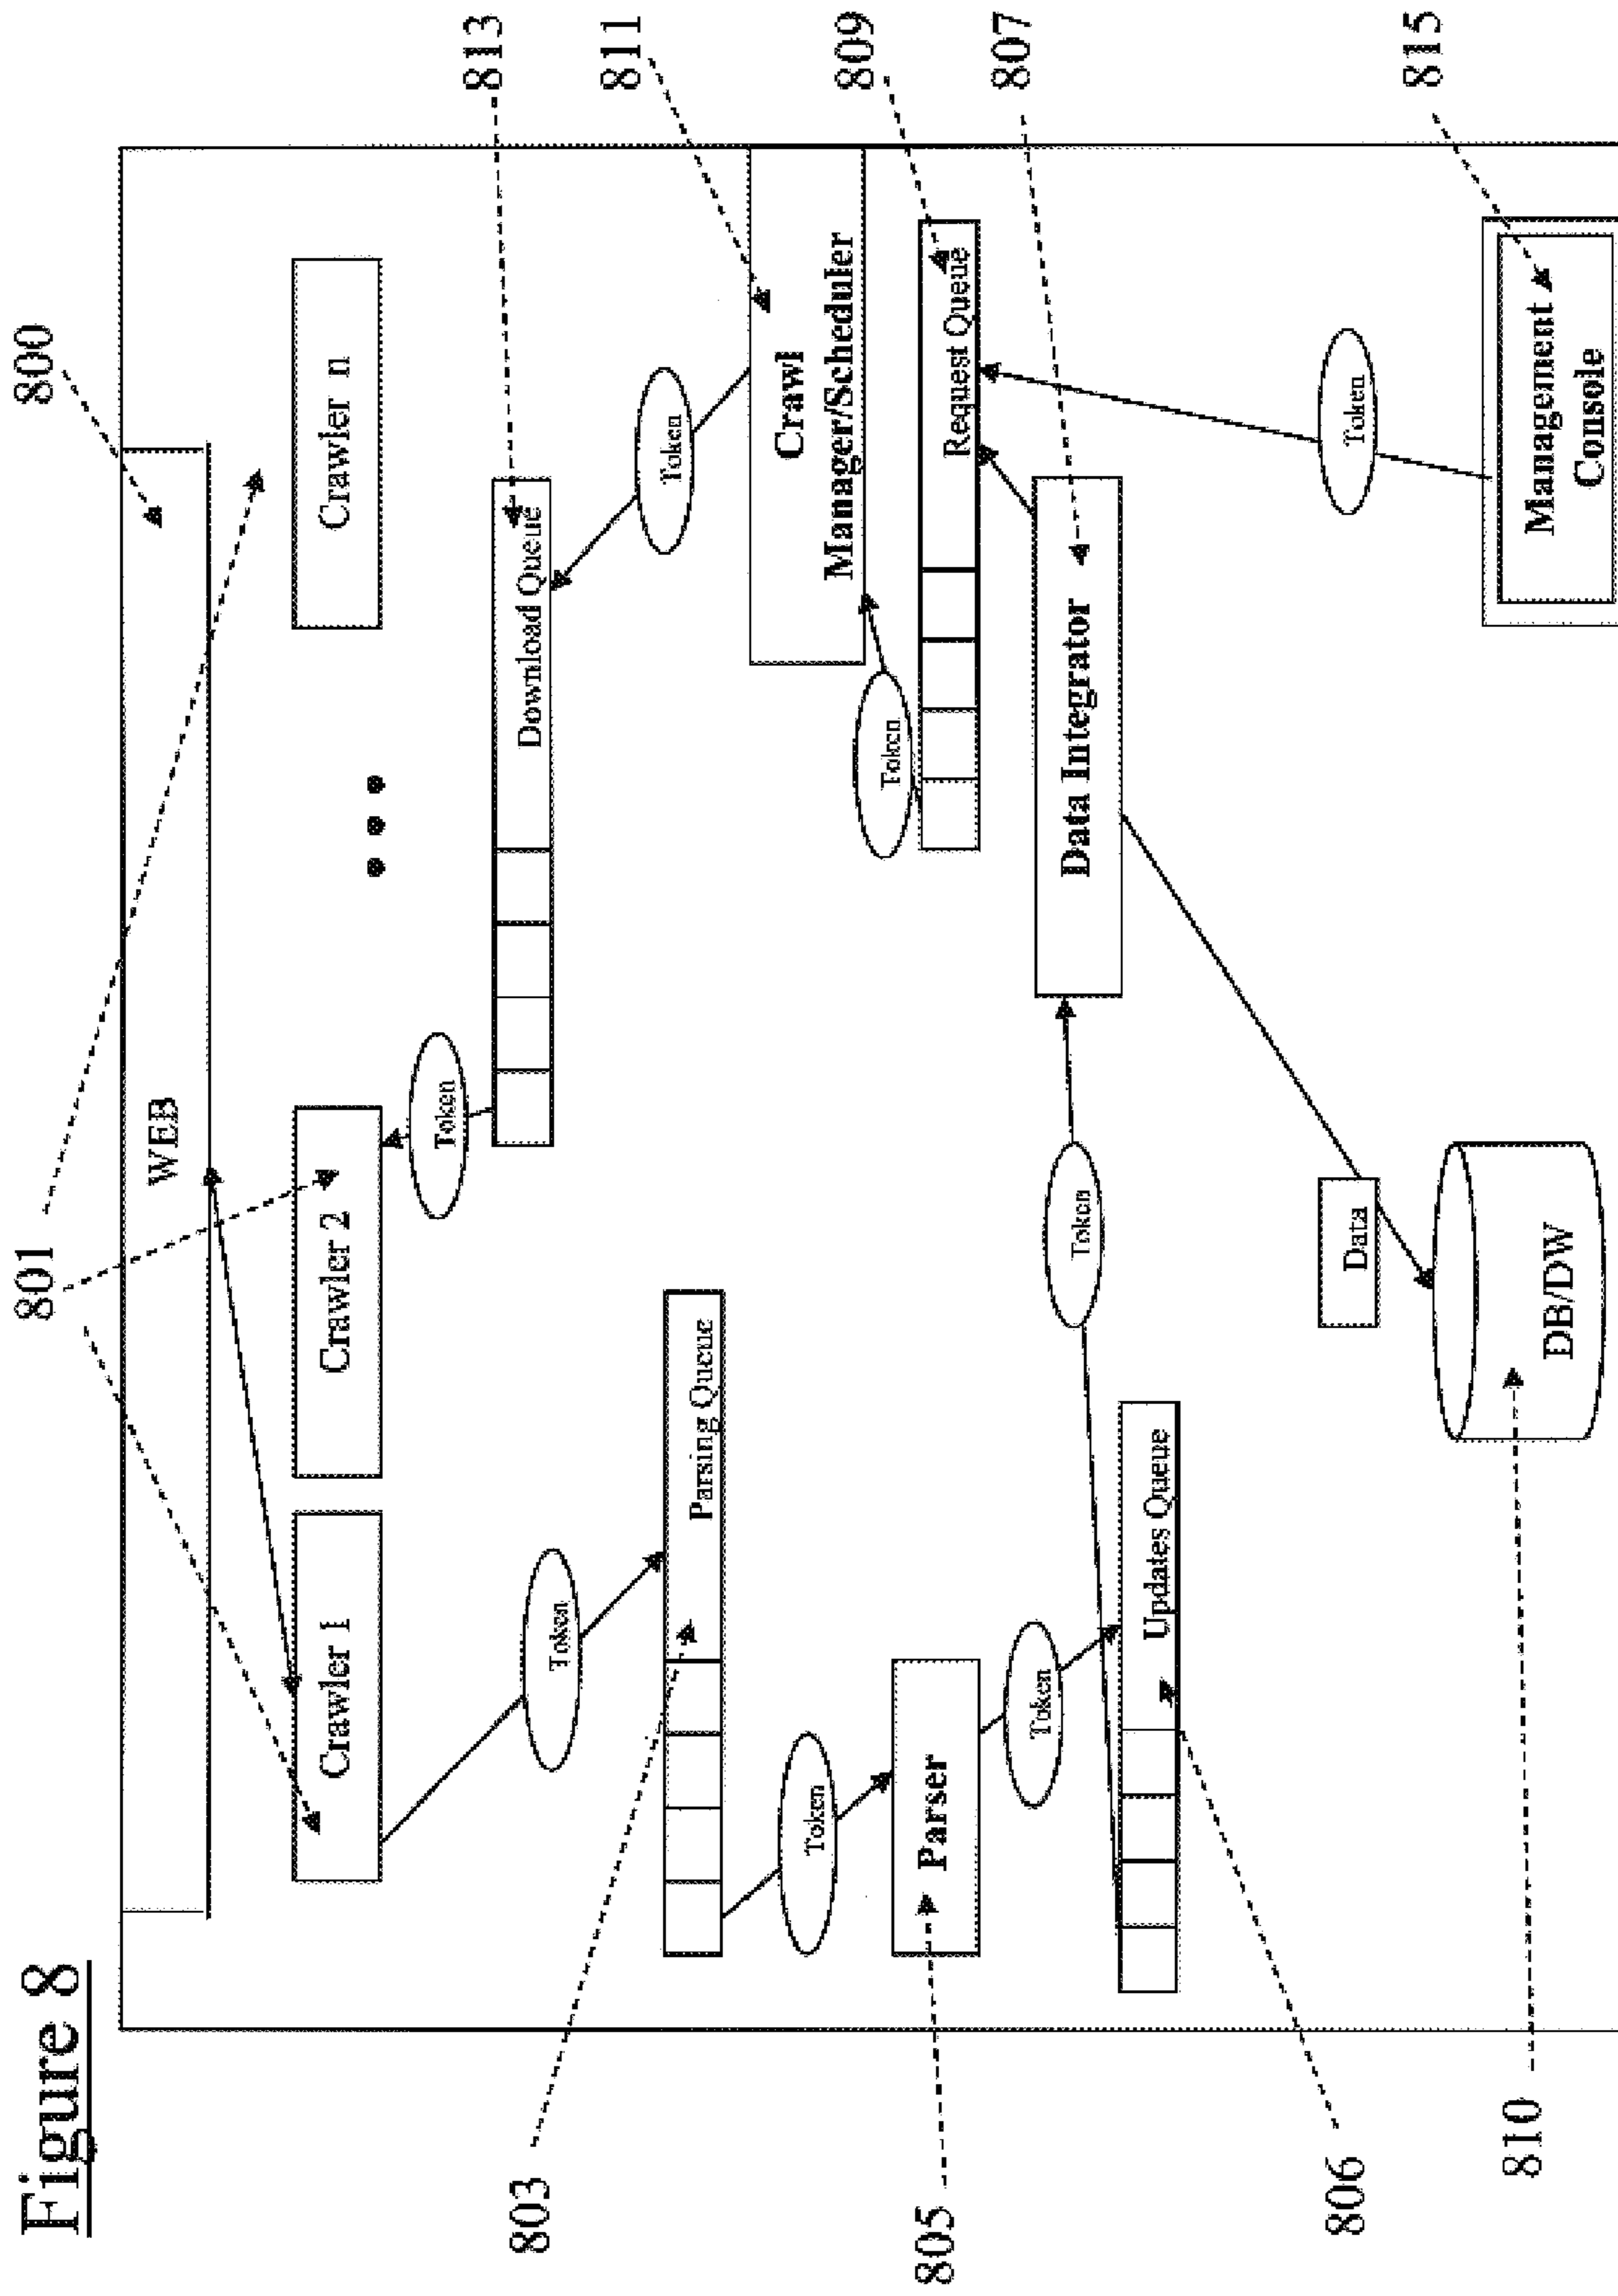 Figure 8
800
801
WEB
Crawler 1
Crawler 2
Crawler n
Token
Token
Download Queue
813
Token
Parsing Queue
803
811
Crawl
Manager/Scheduler
Token
Token
Parser
805
Request Queue
809
Token
Updates Queue
806
Token
Data Integrator
807
Token
Data
DB/DW
810
Management
Console
815